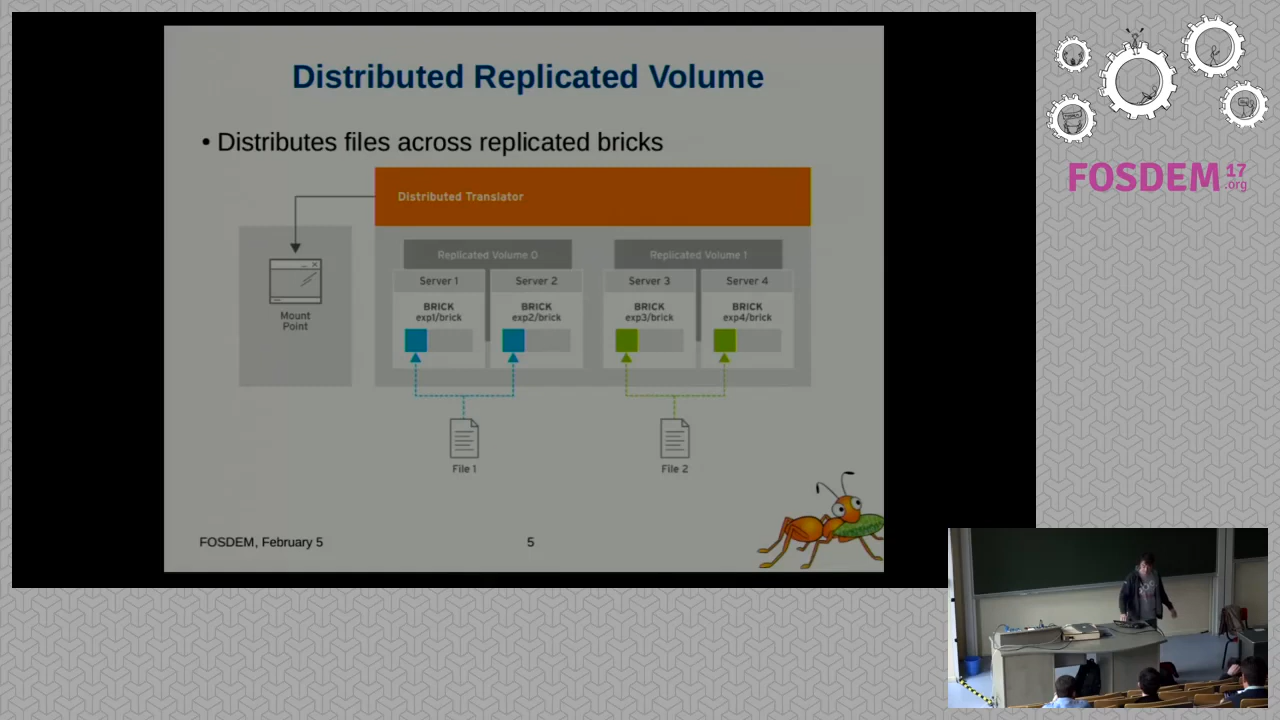 Distributed Replicated Volume
• Distributes files across replicated bricks
Distributed Translator
Replicated Volume 0
Replicated Volume 1
Server 1
Server 2
Server 3
Server 4
BRICK
exp1/brick
BRICK
exp2/brick
BRICK
exp3/brick
BRICK
exp4/brick
Mount
Point
File 1
File 2
FOSDEM, February 5
5
FOSDEM 17
.org